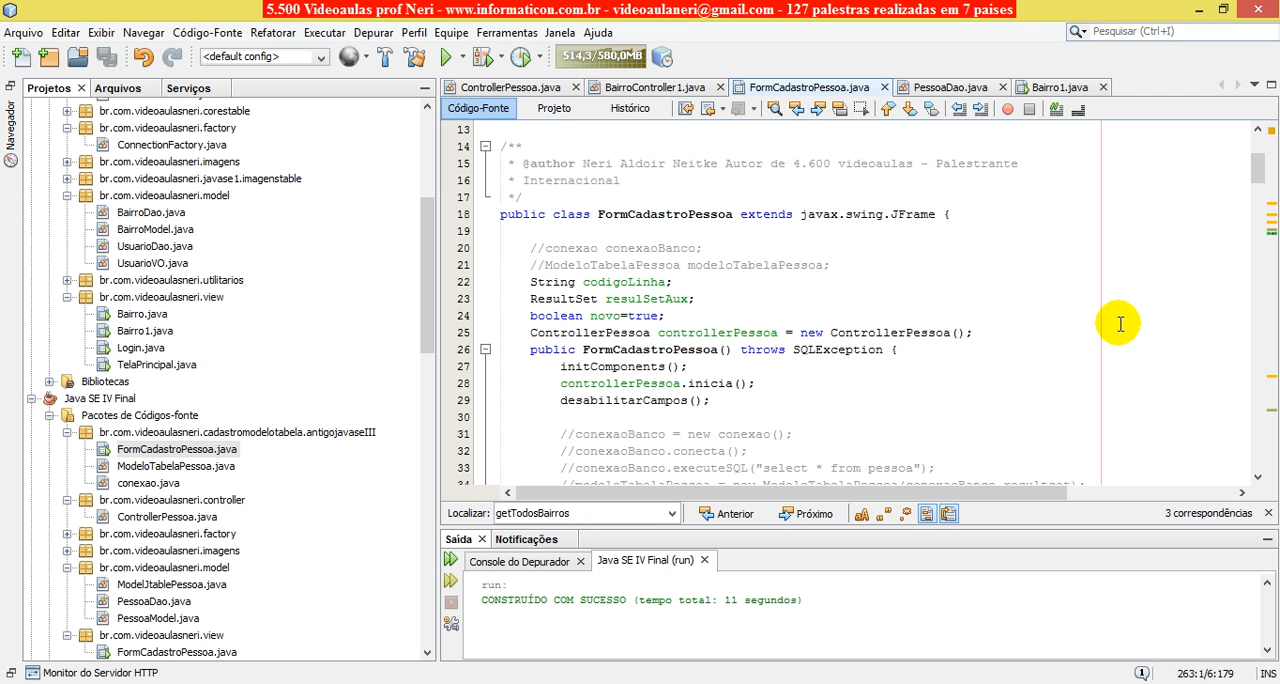 5.500 Videoaulas prof Neri - www.informaticon.com.br - videoaulaneri@gmail.com - 127 palestras realizadas em 7 paises
Arquivo Editar Exibir Navegar Código-Fonte Refatorar Executar Depurar Perfil Equipe Ferramentas Janela Ajuda
Pesquisar (Ctrl+I)
<default config>
514,3/580,0MB
Projetos Arquivos Serviços
ControllerPessoa.java BairroController1.java FormCadastroPessoa.java PessoaDao.java Bairro1.java
Código-Fonte Projeto Histórico
Navegador
br.com.videoaulasneri.corestable
br.com.videoaulasneri.factory
ConnectionFactory.java
br.com.videoaulasneri.imagens
br.com.videoaulasneri.javase1.imagenstable
br.com.videoaulasneri.model
BairroDao.java
BairroModel.java
UsuarioDao.java
UsuarioVO.java
br.com.videoaulasneri.utilitarios
br.com.videoaulasneri.view
Bairro.java
Bairro1.java
Login.java
TelaPrincipal.java
Bibliotecas
Java SE IV Final
Pacotes de Códigos-fonte
br.com.videoaulasneri.cadastromodelotabela.antigojavaseIII
FormCadastroPessoa.java
ModeloTabelaPessoa.java
conexao.java
br.com.videoaulasneri.controller
ControllerPessoa.java
br.com.videoaulasneri.factory
br.com.videoaulasneri.imagens
br.com.videoaulasneri.model
ModelJtablePessoa.java
PessoaDao.java
PessoaModel.java
br.com.videoaulasneri.view
FormCadastroPessoa.java
13
14 /**
15 * @author Neri Aldoir Neitke Autor de 4.600 videoaulas - Palestrante
16 * Internacional
17 */
18 public class FormCadastroPessoa extends javax.swing.JFrame {
19
20 //conexao conexaoBanco;
21 //ModeloTabelaPessoa modeloTabelaPessoa;
22 String codigoLinha;
23 ResultSet resulSetAux;
24 boolean novo=true;
25 ControllerPessoa controllerPessoa = new ControllerPessoa();
26 public FormCadastroPessoa() throws SQLException {
27 initComponents();
28 controllerPessoa.inicia();
29 desabilitarCampos();
30
31 //conexaoBanco = new conexao();
32 //conexaoBanco.conecta();
33 //conexaoBanco.executeSQL("select * from pessoa");
34 //modeloTabelaPessoa = new ModeloTabelaPessoa(conexaoBanco.resultset);
Localizar: getTodosBairros Anterior Próximo 3 correspondências
Saída Notificações
Console do Depurador Java SE IV Final (run)
run:
CONSTRUÍDO COM SUCESSO (tempo total: 11 segundos)
Monitor do Servidor HTTP
1 263:1/6:179 INS